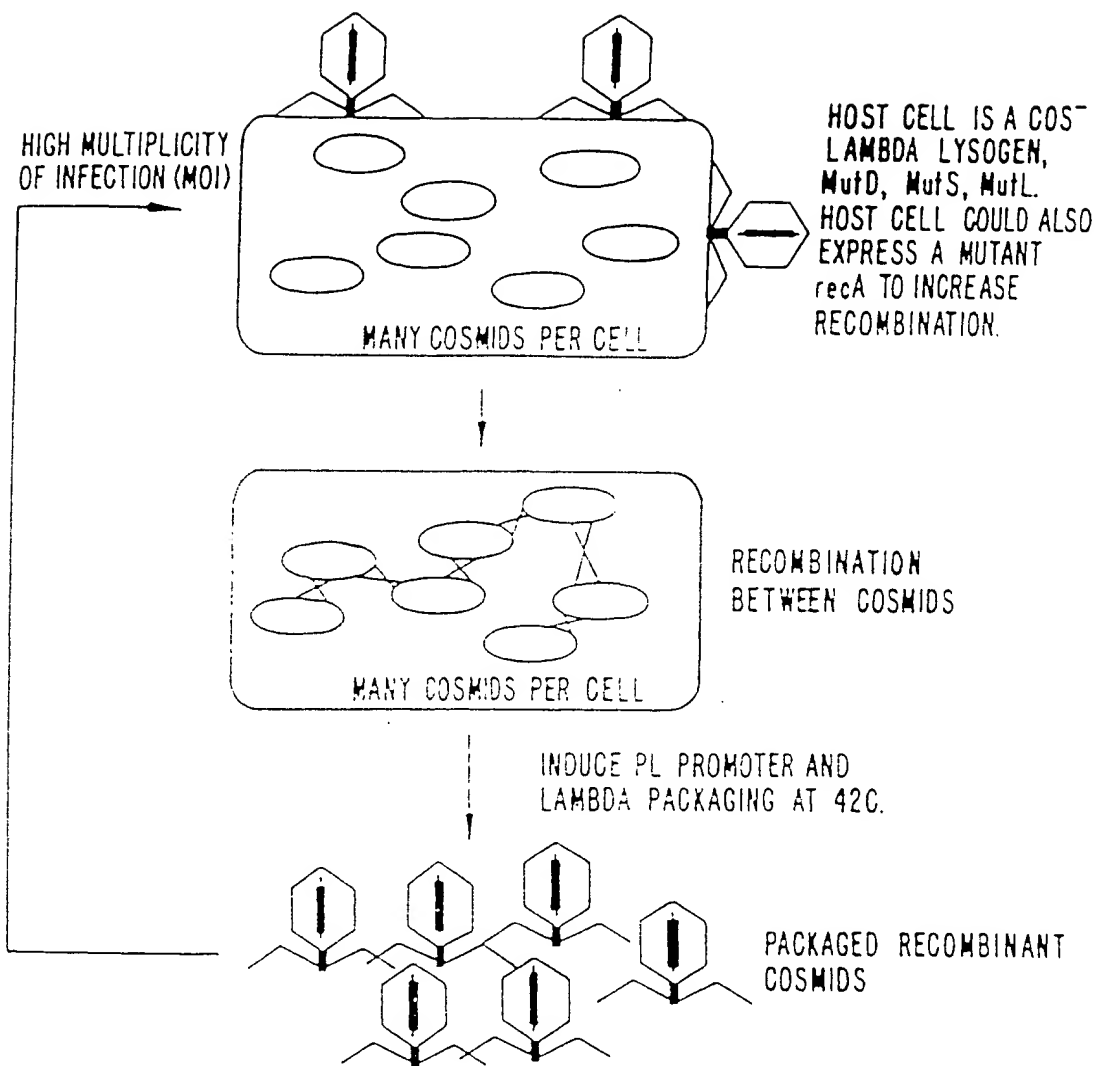 HIGH MULTIPLICITY
OF INFECTION (MOI)
HOST CELL IS A COS⁻
LAMBDA LYSOGEN,
MutD, MutS, MutL.
HOST CELL COULD ALSO
EXPRESS A MUTANT
recA TO INCREASE
RECOMBINATION.
MANY COSMIDS PER CELL
RECOMBINATION
BETWEEN COSMIDS
MANY COSMIDS PER CELL
INDUCE PL PROMOTER AND
LAMBDA PACKAGING AT 42C.
PACKAGED RECOMBINANT
COSMIDS